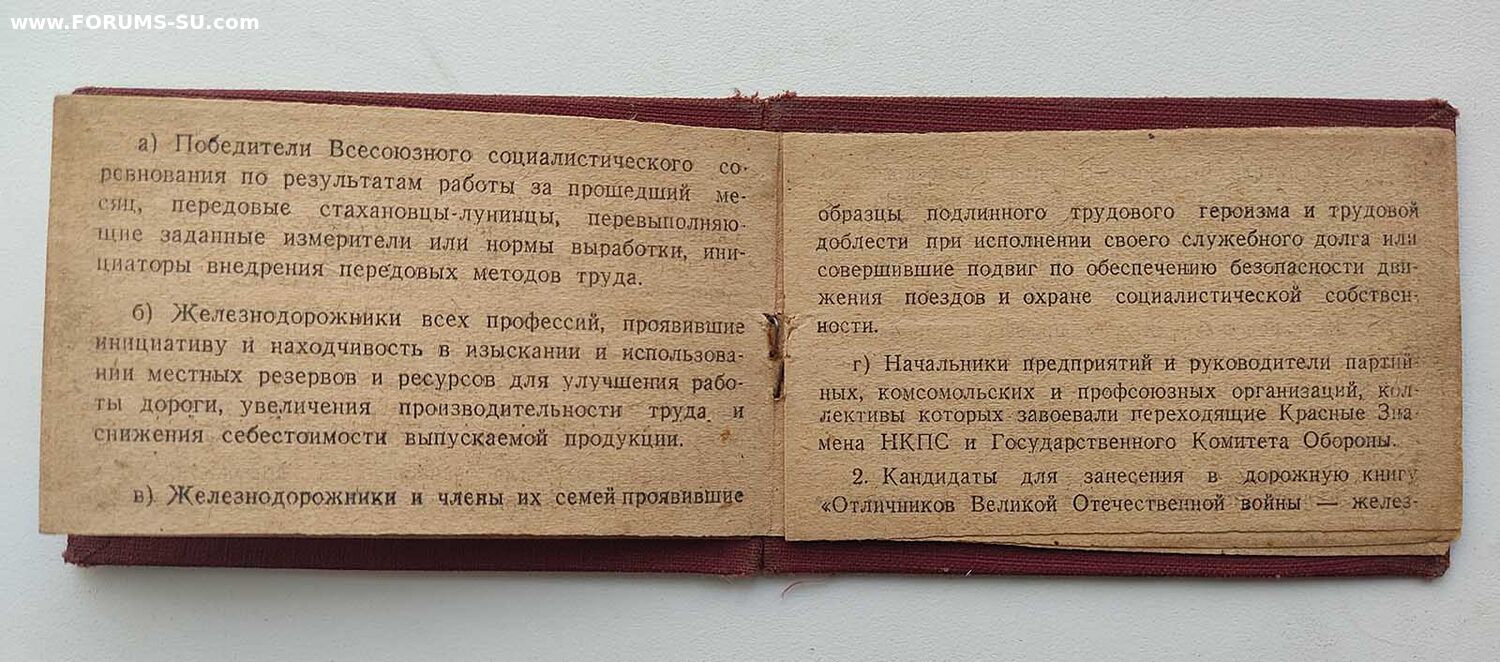 www.FORUMS-SU.com
а) Победители Всесоюзного социалистического со-
ревнования по результатам работы за прошедший ме-
сяц, передовые стахановцы-лунинцы, перевыполняю-
щие заданные измерители или нормы выработки, ини-
циаторы внедрения передовых методов труда.
б) Железнодорожники всех профессий, проявившие
инициативу и находчивость в изыскании и использова-
нии местных резервов и ресурсов для улучшения рабо-
ты дороги, увеличения производительности труда и
снижения себестоимости выпускаемой продукции.
в) Железнодорожники и члены их семей проявившие
образцы подлинного трудового героизма и трудовой
доблести при исполнении своего служебного долга или
совершившие подвиг по обеспечению безопасности дви-
жения поездов и охране социалистической собствен-
ности.
г) Начальники предприятий и руководители партий-
ных, комсомольских и профсоюзных организаций, кол-
лективы которых завоевали переходящие Красные Зна-
мена НКПС и Государственного Комитета Обороны.
2. Кандидаты для занесения в дорожную книгу
«Отличников Великой Отечественной войны — желез-